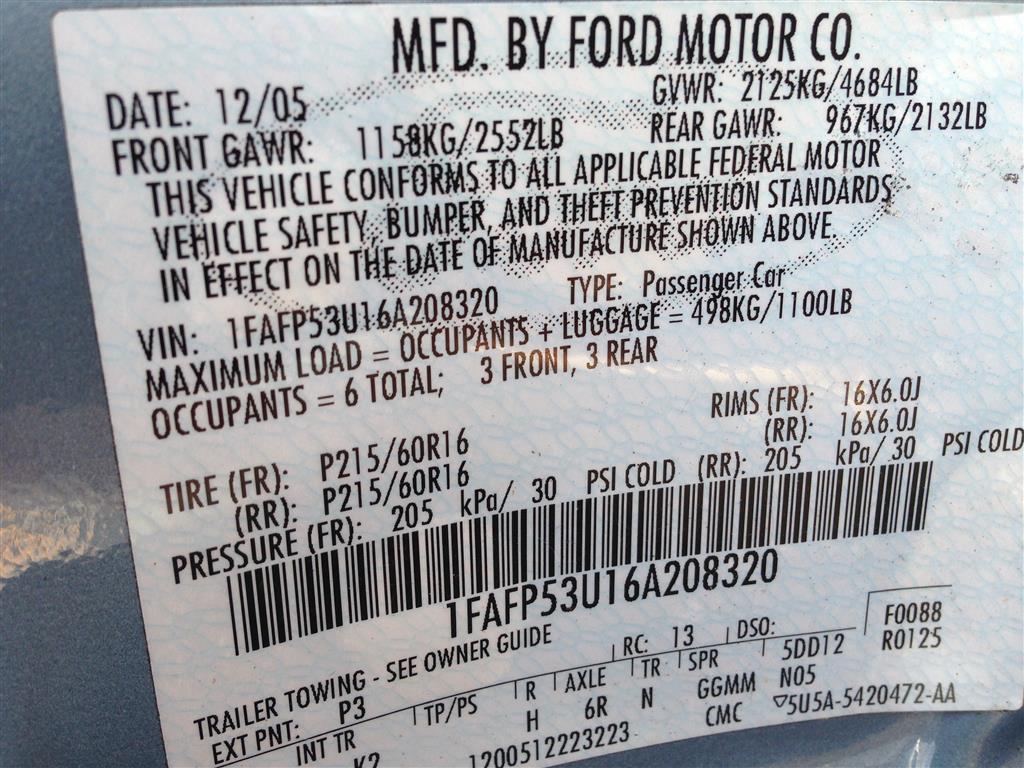 MFD. BY FORD MOTOR CO.
DATE: 12/05 GVWR: 2125KG/4684LB
FRONT GAWR: 1158KG/2552LB REAR GAWR: 967KG/2132LB
THIS VEHICLE CONFORMS TO ALL APPLICABLE FEDERAL MOTOR
VEHICLE SAFETY, BUMPER, AND THEFT PREVENTION STANDARDS
IN EFFECT ON THE DATE OF MANUFACTURE SHOWN ABOVE.
VIN: 1FAFP53U16A208320 TYPE: Passenger Car
MAXIMUM LOAD = OCCUPANTS + LUGGAGE = 498KG/1100LB
OCCUPANTS = 6 TOTAL; 3 FRONT, 3 REAR
RIMS (FR): 16X6.0J
TIRE (FR): P215/60R16 (RR): 16X6.0J
(RR): P215/60R16
PRESSURE (FR): 205 kPa/ 30 PSI COLD (RR): 205 kPa/ 30 PSI COLD
1FAFP53U16A208320
TRAILER TOWING - SEE OWNER GUIDE RC: 13 DSO: F0088
EXT PNT: P3 R0125
INT TR TP/PS R AXLE TR SPR 5DD12
K2 H 6R N GGMM N05
1200512223223 CMC 5U5A-5420472-AA